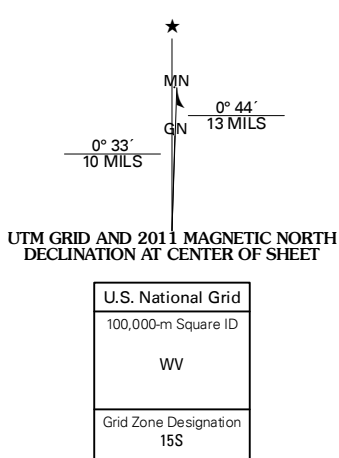 ★
MN
0° 44´
13 MILS
GN
0° 33´
10 MILS
UTM GRID AND 2011 MAGNETIC NORTH
DECLINATION AT CENTER OF SHEET
U.S. National Grid
100,000-m Square ID
WV
Grid Zone Designation
15S